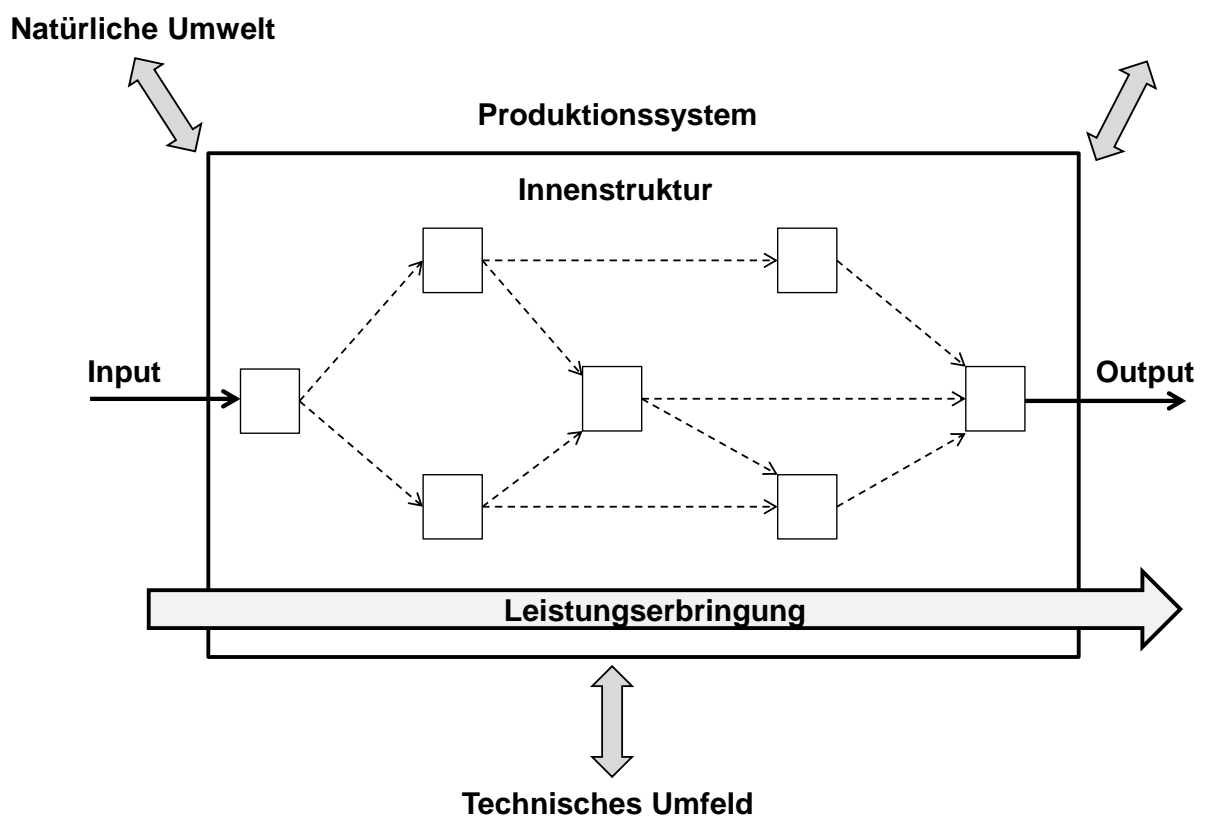 Natürliche Umwelt
Produktionssystem
Innenstruktur
Input
Output
Leistungserbringung
Technisches Umfeld